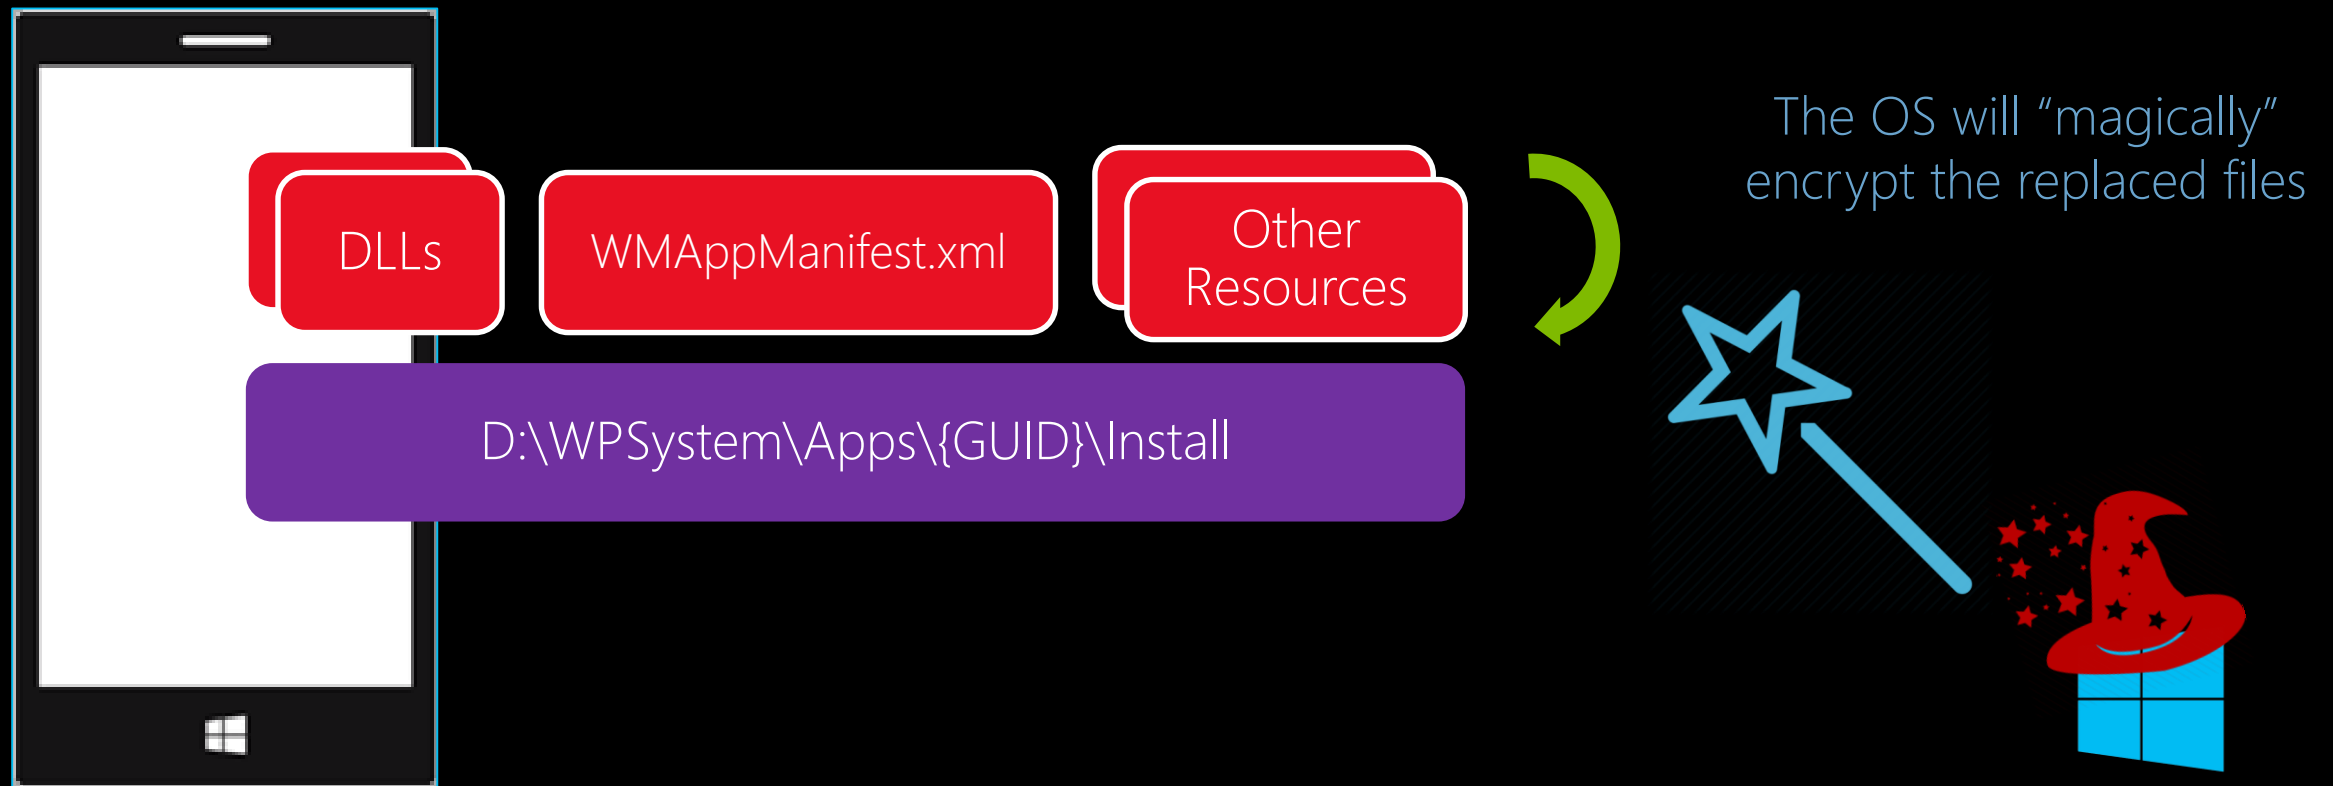 The OS will “magically”
encrypt the replaced files
DLLs
WMAppManifest.xml
Other
Resources
D:\WPSystem\Apps\{GUID}\Install